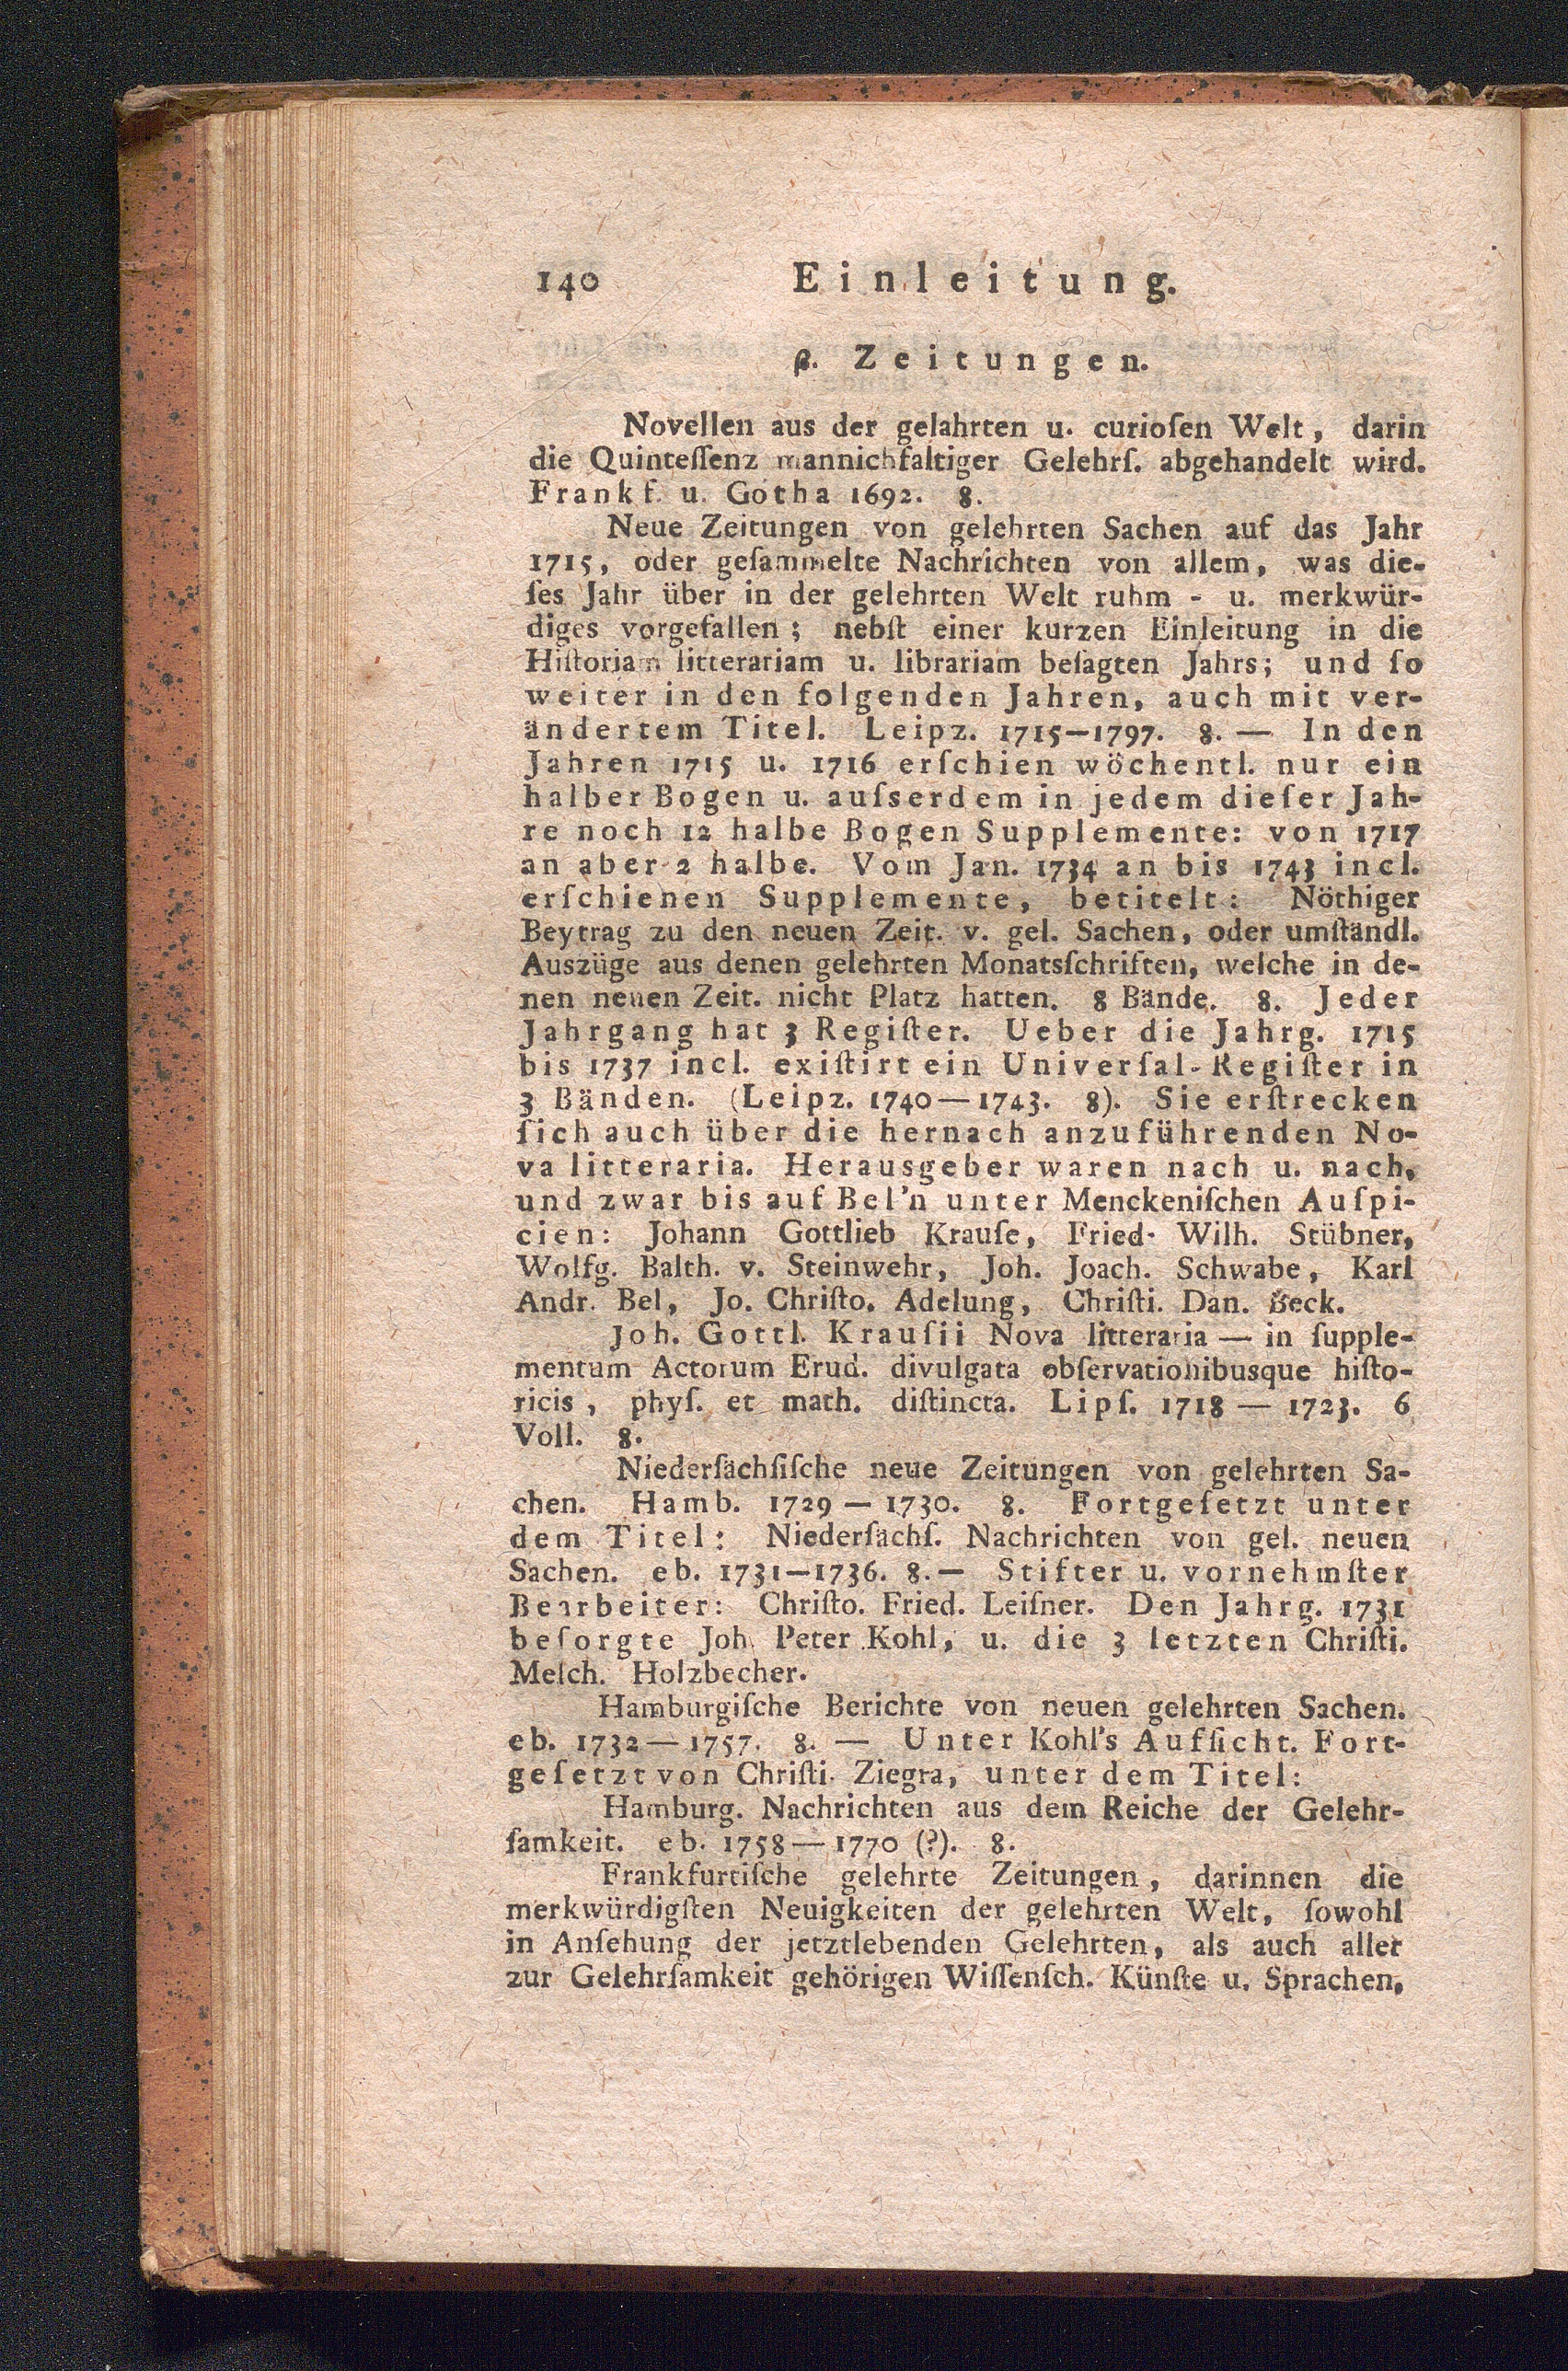 140 Einleitung.
β. Zeitungen.
Novellen aus der gelahrten u. curioſen Welt, darin
die Quinteſſenz mannichfaltiger Gelehrſ. abgehandelt wird.
Frankf. u. Gotha 1692. 8.
Neue Zeitungen von gelehrten Sachen auf das Jahr
1715, oder geſammelte Nachrichten von allem, was die-
ſes Jahr über in der gelehrten Welt ruhm - u. merkwür-
diges vorgefallen; nebſt einer kurzen Einleitung in die
Hiſtoriam litterariam u. librariam beſagten Jahrs; und ſo
weiter in den folgenden Jahren, auch mit ver-
ändertem Titel. Leipz. 1715—1797. 8. — In den
Jahren 1715 u. 1716 erſchien wöchentl. nur ein
halber Bogen u. auſserdem in jedem dieſer Jah-
re noch 12 halbe Bogen Supplemente: von 1717
an aber 2 halbe. Vom Jan. 1734 an bis 1743 incl.
erſchienen Supplemente, betitelt: Nöthiger
Beytrag zu den neuen Zeit. v. gel. Sachen, oder umſtändl.
Auszüge aus denen gelehrten Monatsſchriften, welche in de-
nen neuen Zeit. nicht Platz hatten. 8 Bände. 8. Jeder
Jahrgang hat 3 Regiſter. Ueber die Jahrg. 1715
bis 1737 incl. exiſtirt ein Univerſal-Regiſter in
3 Bänden. (Leipz. 1740—1743. 8). Sie erſtrecken
ſich auch über die hernach anzuführenden No-
va litteraria. Herausgeber waren nach u. nach,
und zwar bis auf Bel'n unter Menckeniſchen Auſpi-
cien: Johann Gottlieb Krauſe, Fried. Wilh. Stübner,
Wolfg. Balth. v. Steinwehr, Joh. Joach. Schwabe, Karl
Andr. Bel, Jo. Chriſto. Adelung, Chriſti. Dan. Beck.
Joh. Gottl. Krauſii Nova litteraria — in ſupple-
mentum Actorum Erud. divulgata obſervationibusque hiſto-
ricis, phyſ. et math. diſtincta. Lipſ. 1718 — 1723. 6
Voll. 8.
Niederſächſiſche neue Zeitungen von gelehrten Sa-
chen. Hamb. 1729 — 1730. 8. Fortgeſetzt unter
dem Titel: Niederſächſ. Nachrichten von gel. neuen
Sachen. eb. 1731—1736. 8.— Stifter u. vornehmſter
Bearbeiter: Chriſto. Fried. Leiſner. Den Jahrg. 1731
beſorgte Joh. Peter Kohl, u. die 3 letzten Chriſti.
Melch. Holzbecher.
Hamburgiſche Berichte von neuen gelehrten Sachen.
eb. 1732 — 1757. 8. — Unter Kohl's Aufſicht. Fort-
geſetzt von Chriſti. Ziegra, unter dem Titel:
Hamburg. Nachrichten aus dem Reiche der Gelehr-
ſamkeit. eb. 1758 — 1770 (?). 8.
Frankfurtiſche gelehrte Zeitungen, darinnen die
merkwürdigſten Neuigkeiten der gelehrten Welt, ſowohl
in Anſehung der jetztlebenden Gelehrten, als auch aller
zur Gelehrſamkeit gehörigen Wiſſenſch. Künſte u. Sprachen,